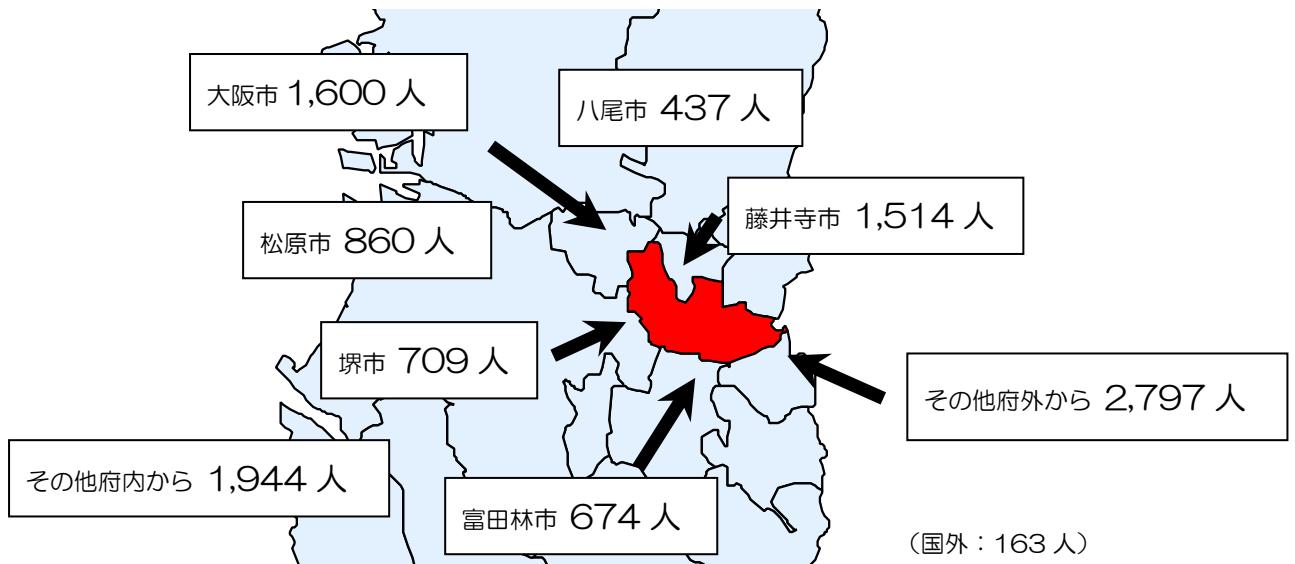 大阪市 1,600 人
八尾市 437 人
藤井寺市 1,514 人
松原市 860 人
堺市 709 人
その他府外から 2,797 人
その他府内から 1,944 人
富田林市 674 人
（国外：163 人）